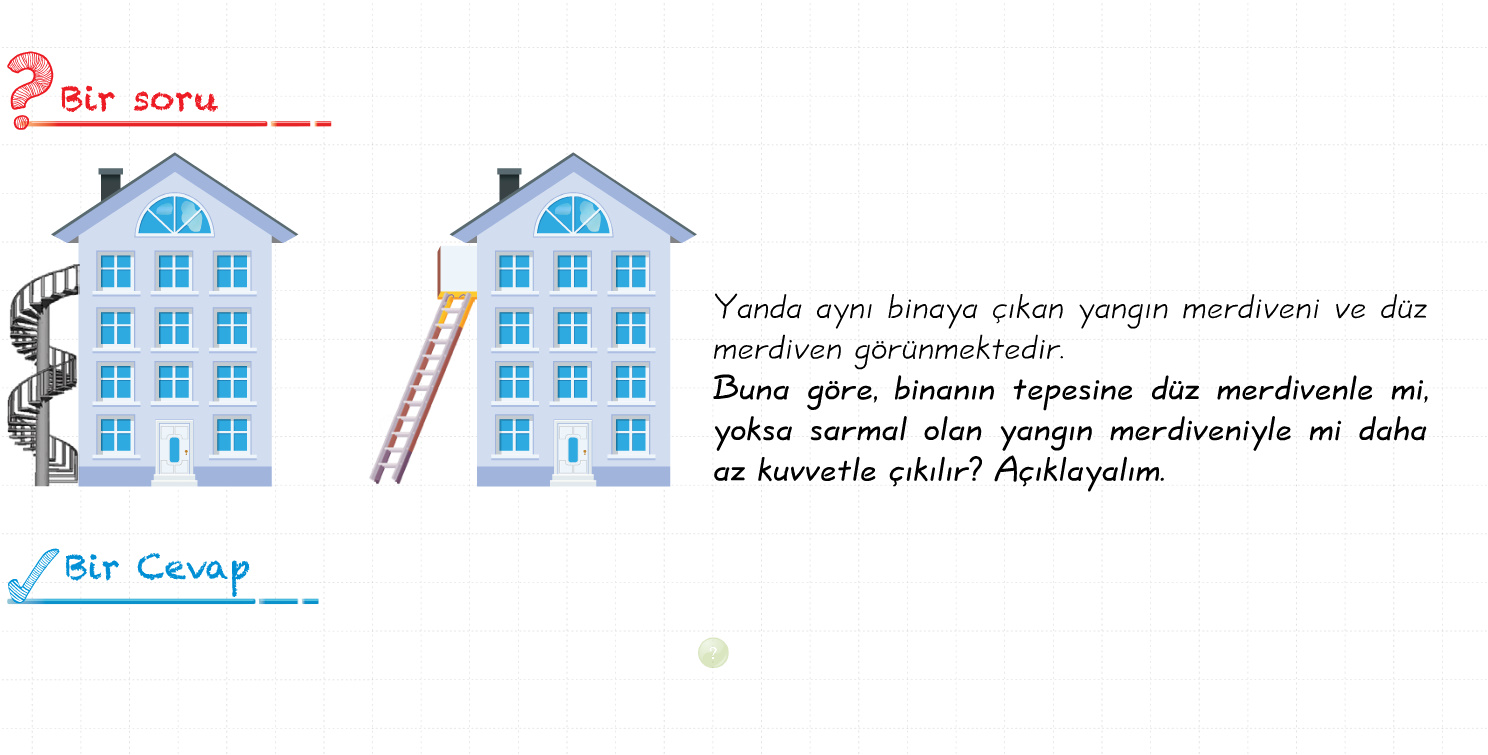 Bir soru
Yanda aynı binaya çıkan yangın merdiveni ve düz
merdiven görünmektedir.
Buna göre, binanın tepesine düz merdivenle mi,
yoksa sarmal olan yangın merdiveniyle mi daha
az kuvvetle çıkılır? Açıklayalım.
Bir Cevap
?